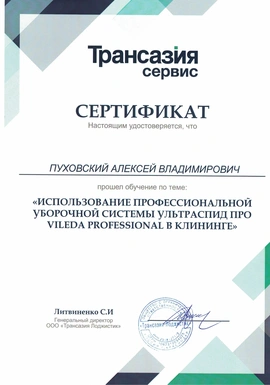 Трансазия
сервис
СЕРТИФИКАТ
Настоящим удостоверяется, что
ПУХОВСКИЙ АЛЕКСЕЙ ВЛАДИМИРОВИЧ
прошел обучение по теме:
«ИСПОЛЬЗОВАНИЕ ПРОФЕССИОНАЛЬНОЙ
УБОРОЧНОЙ СИСТЕМЫ УЛЬТРАСПИД ПРО
VILEDA PROFESSIONAL В КЛИНИНГЕ»
Литвиненко С.И
Генеральный директор
ООО «Трансазия Лоджистик»